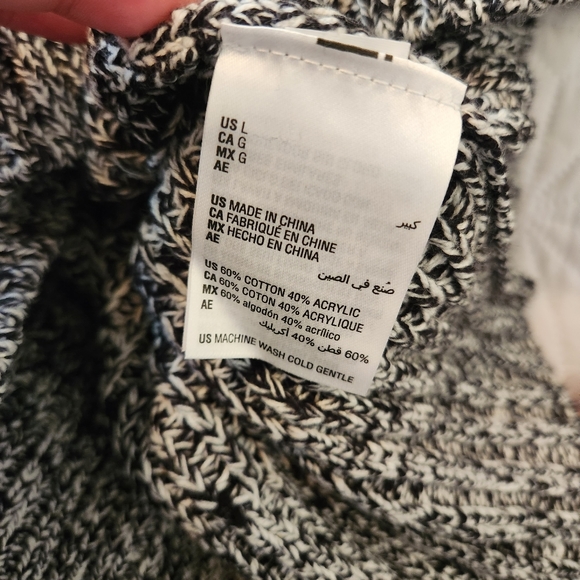 US L
CA G
MX G
AE كبير
US MADE IN CHINA
CA FABRIQUÉ EN CHINE
MX HECHO EN CHINA
AE صُنع في الصين
US 60% COTTON 40% ACRYLIC
CA 60% COTON 40% ACRYLIQUE
MX 60% algodón 40% acrílico
AE 60% قطن 40% أكريليك
US MACHINE WASH COLD GENTLE